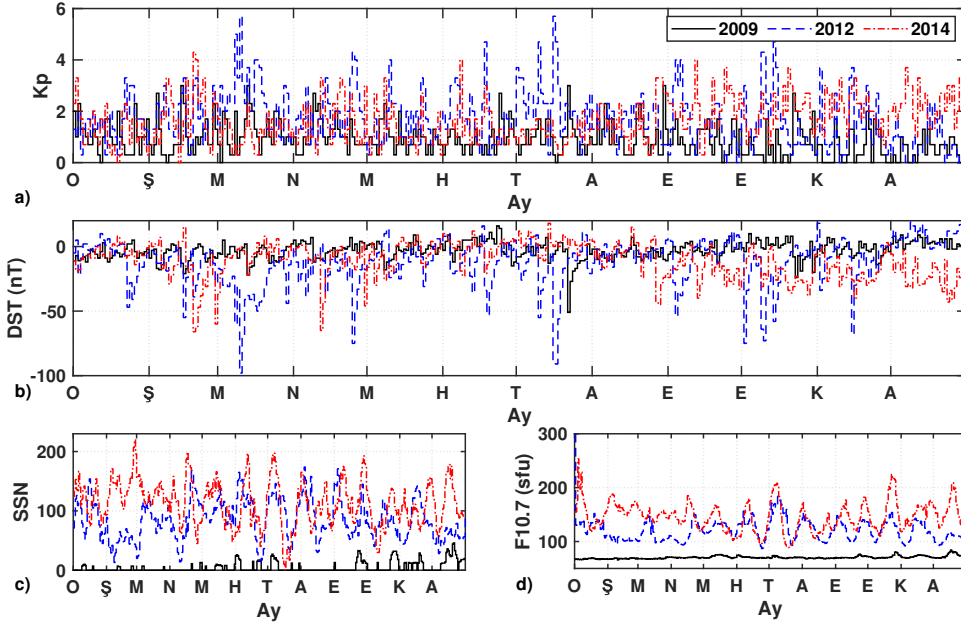 2009 2012 2014
6
4
2
0
Kp
O Ş M N M H T A E E K A
a)
Ay
0
-50
-100
DST (nT)
O Ş M N M H T A E E K A
b)
Ay
200
100
0
SSN
O Ş M N M H T A E E K A
c)
Ay
300
200
100
F10.7 (sfu)
O Ş M N M H T A E E K A
d)
Ay